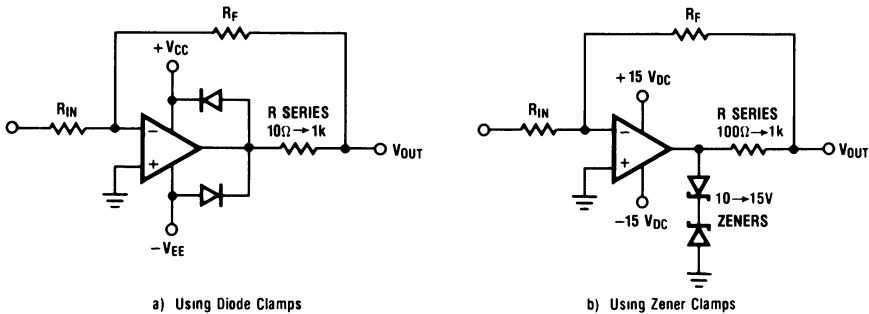 RF
+VCC
RIN
R SERIES
10Ω→1k
−
+
VOUT
−VEE
a) Using Diode Clamps
RF
+15 VDC
RIN
R SERIES
100Ω→1k
−
+
VOUT
−15 VDC
10→15V
ZENERS
b) Using Zener Clamps